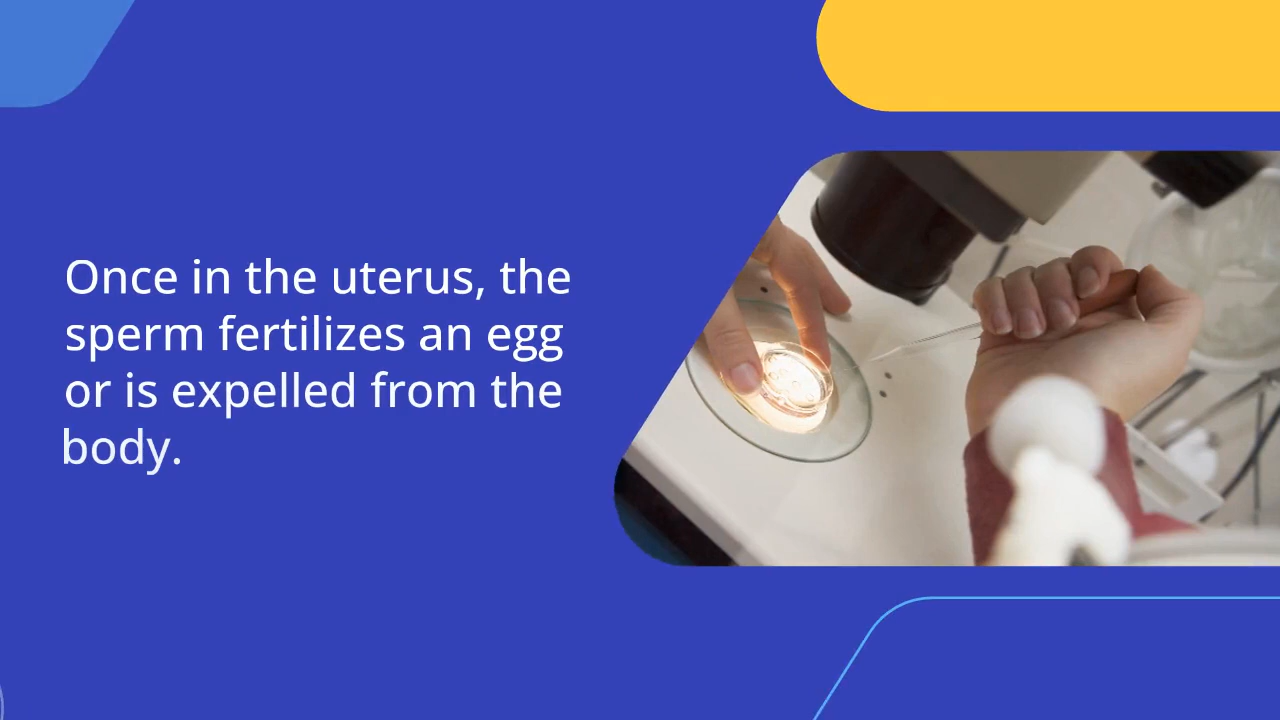 Once in the uterus, the
sperm fertilizes an egg
or is expelled from the
body.